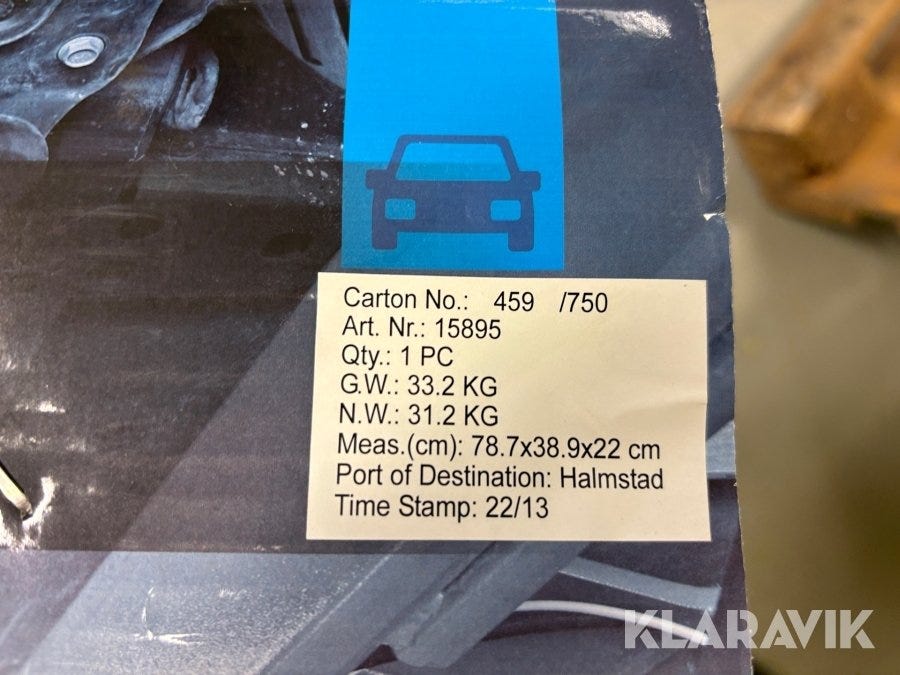 Carton No.: 459 /750
Art. Nr.: 15895
Qty.: 1 PC
G.W.: 33.2 KG
N.W.: 31.2 KG
Meas.(cm): 78.7x38.9x22 cm
Port of Destination: Halmstad
Time Stamp: 22/13
KLARAVIK